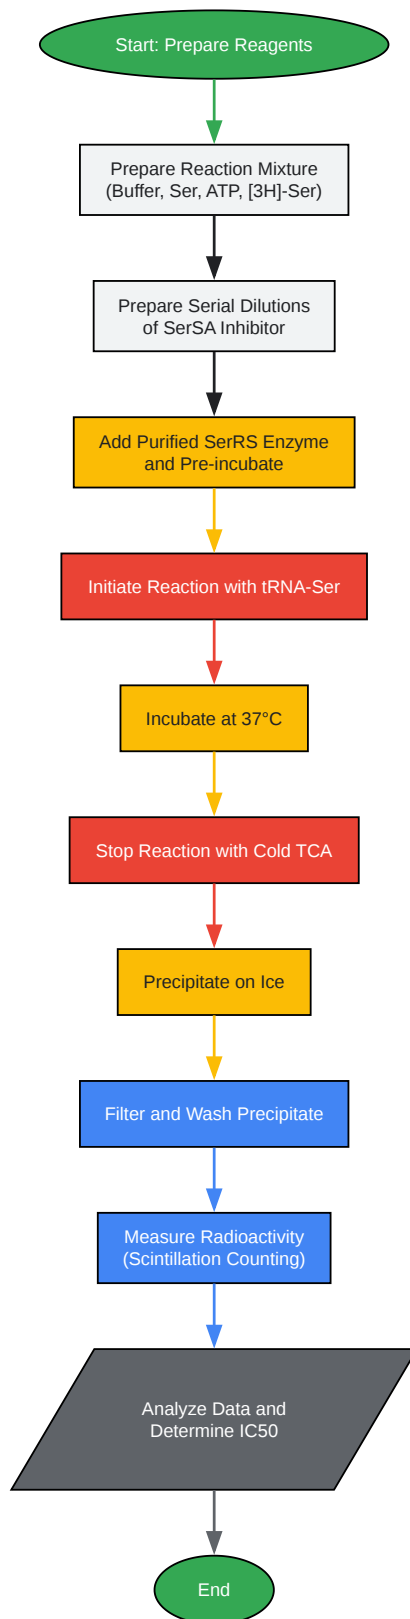 Start: Prepare Reagents
Prepare Reaction Mixture
(Buffer, Ser, ATP, [3H]-Ser)
Prepare Serial Dilutions
of SerSA Inhibitor
Add Purified SerRS Enzyme
and Pre-incubate
Initiate Reaction with tRNA-Ser
Incubate at 37°C
Stop Reaction with Cold TCA
Precipitate on Ice
Filter and Wash Precipitate
Measure Radioactivity
(Scintillation Counting)
Analyze Data and
Determine IC50
End